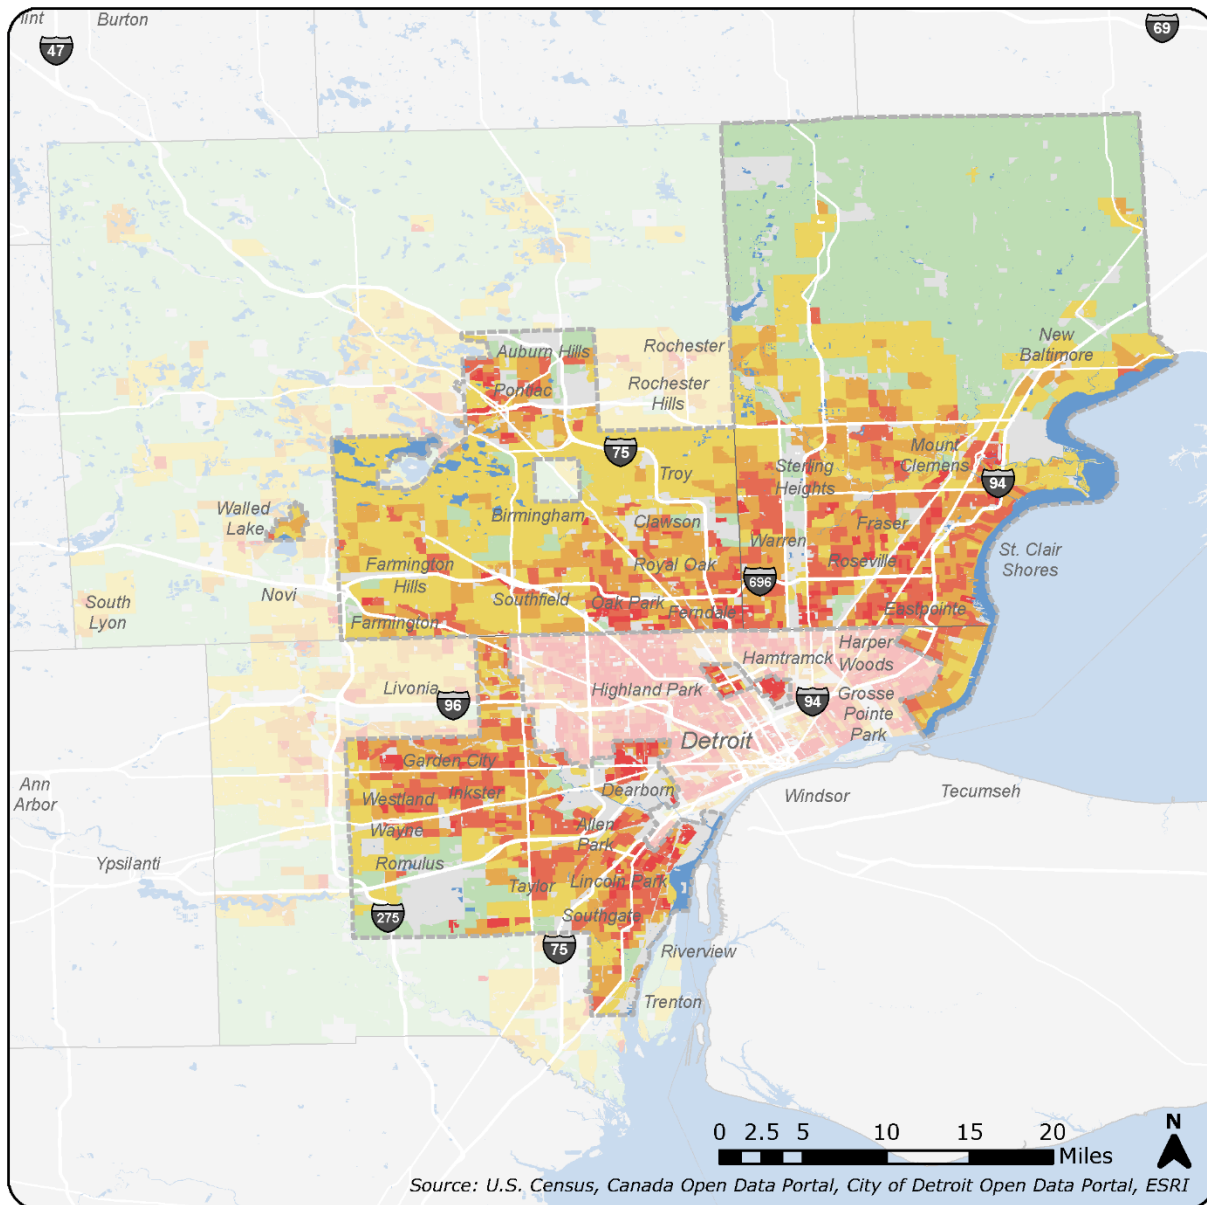 Burton
47
69
New
Baltimore
Auburn Hills
Rochester
Pontiac
Rochester
Hills
75
Troy
Sterling
Heights
Mount
Clemens
94
Walled
Lake
Birmingham
Clawson
Fraser
Warren
Royal Oak
Roseville
St. Clair
Shores
Farmington
Hills
696
Novi
Southfield
Oak Park
Ferndale
Eastpointe
South
Lyon
Farmington
Harper
Woods
Hamtramck
Livonia
Highland Park
96
94
Grosse
Pointe
Park
Detroit
Garden City
Ann
Arbor
Dearborn
Windsor
Tecumseh
Westland
Inkster
Wayne
Allen
Park
Ypsilanti
Romulus
Taylor
Lincoln Park
275
Southgate
75
Riverview
Trenton
0 2.5 5 10 15 20
Miles
N
Source: U.S. Census, Canada Open Data Portal, City of Detroit Open Data Portal, ESRI